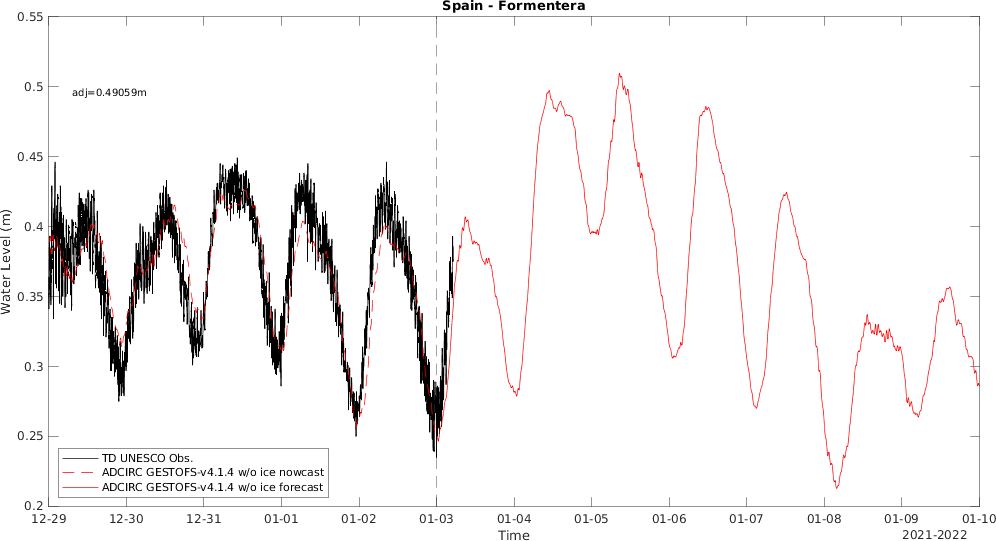 Spain - Formentera
0.55
0.5
0.45
0.4
0.35
0.3
0.25
0.2
Water Level (m)
adj=0.49059m
TD UNESCO Obs.
ADCIRC GESTOFS-v4.1.4 w/o ice nowcast
ADCIRC GESTOFS-v4.1.4 w/o ice forecast
12-29 12-30 12-31 01-01 01-02 01-03 01-04 01-05 01-06 01-07 01-08 01-09 01-10
Time
2021-2022